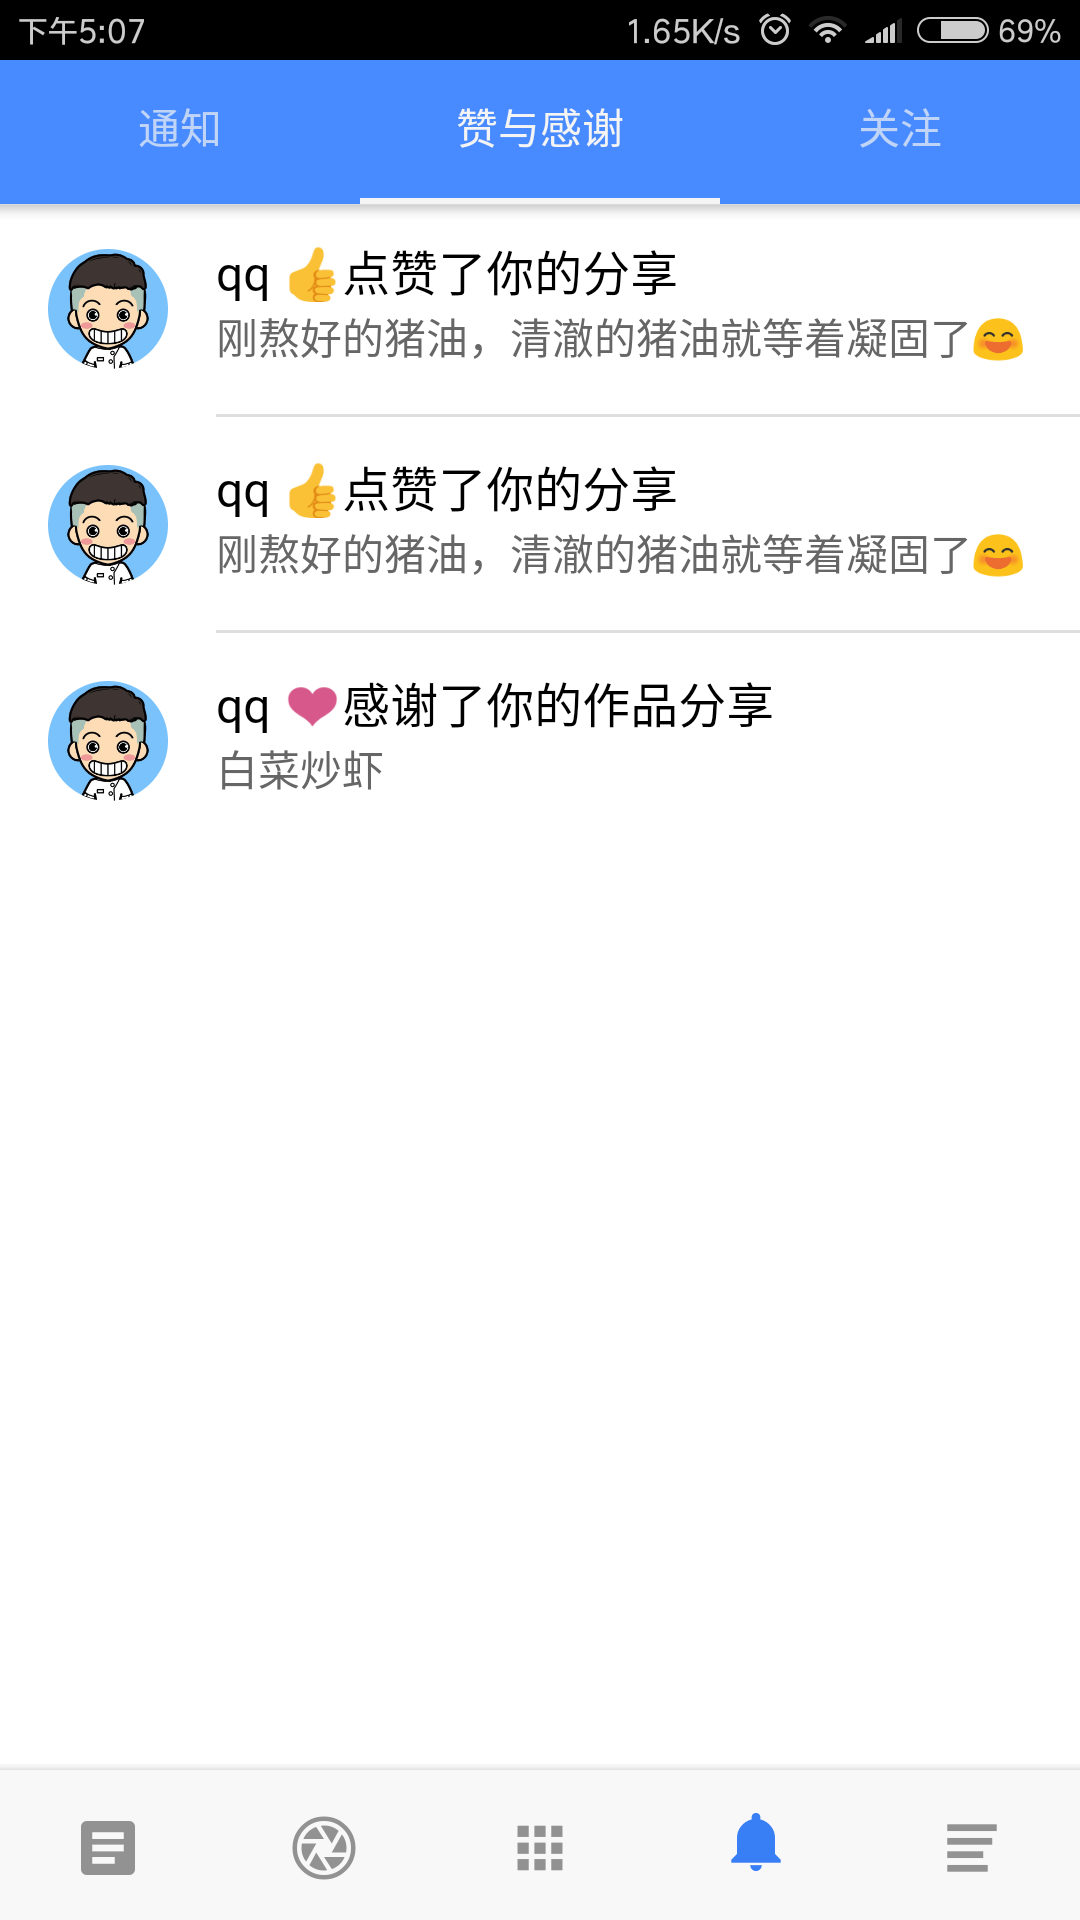 下午5:07 1.65K/s 69%
通知 赞与感谢 关注
qq 👍点赞了你的分享
刚熬好的猪油，清澈的猪油就等着凝固了😊
qq 👍点赞了你的分享
刚熬好的猪油，清澈的猪油就等着凝固了😊
qq ❤感谢了你的作品分享
白菜炒虾